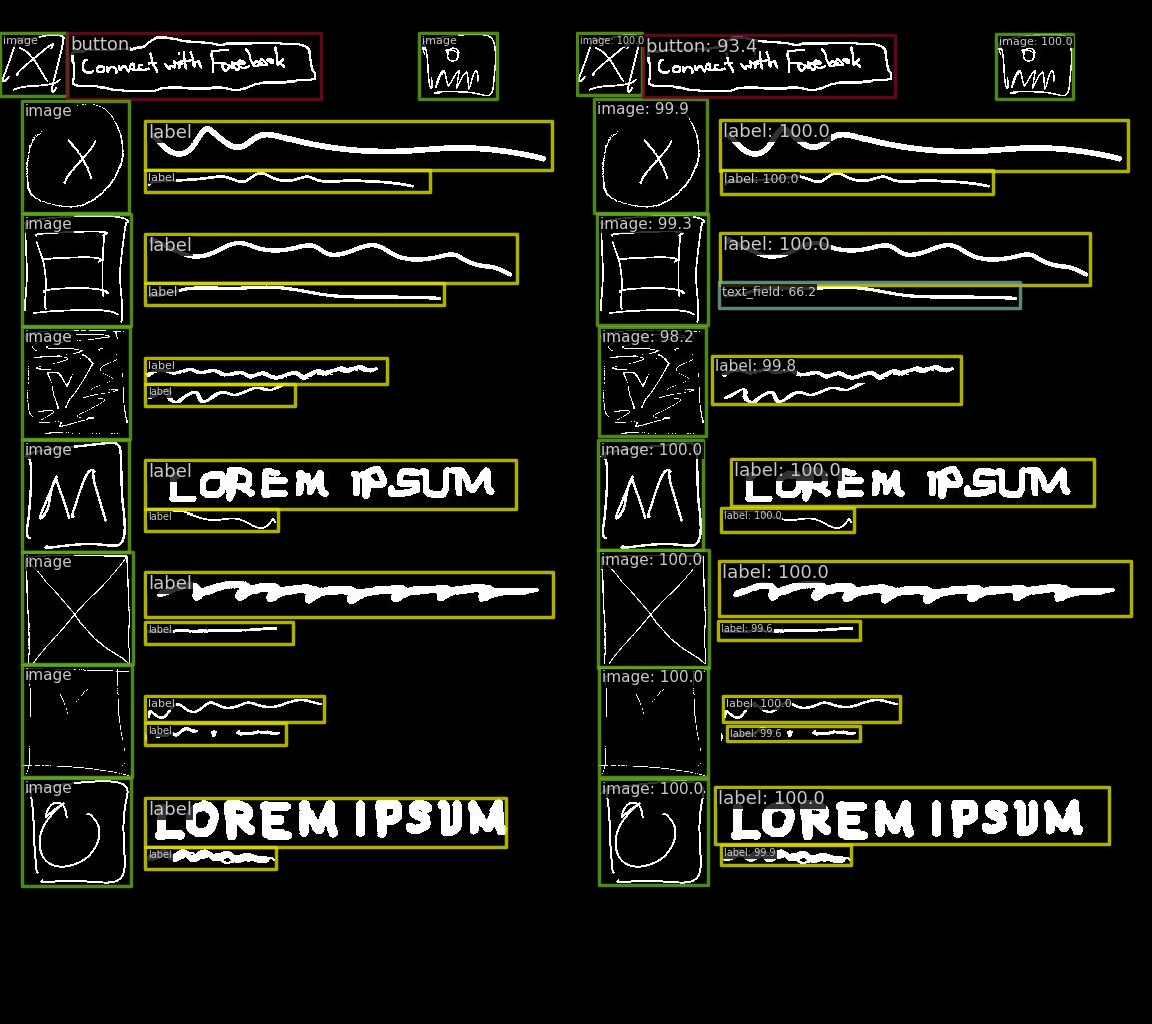 image button Connect with Facebook image image: 100.0 button: 93.4 Connect with Facebook image: 100.0
image label image: 99.9 label: 100.0
label label: 100.0
image label image: 99.3 label: 100.0
label text_field: 66.2
image label image: 98.2 label: 99.8
label
image label LOREM IPSUM image: 100.0 label: 100.0 LOREM IPSUM
label label: 100.0
image label image: 100.0 label: 100.0
label label: 99.6
image label image: 100.0 label: 100.0
label label: 99.6
image label LOREM IPSUM image: 100.0 label: 100.0 LOREM IPSUM
label label: 99.9